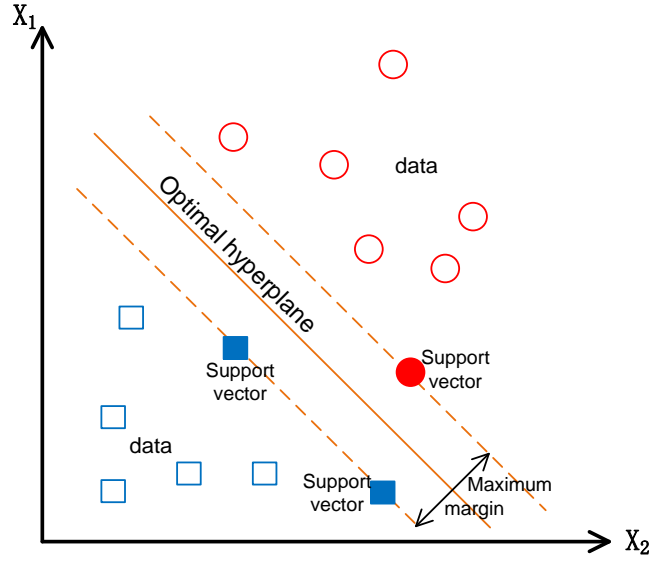 X1
data
Optimal hyperplane
Support
vector
Support
vector
data
Support
vector
Maximum
margin
X2